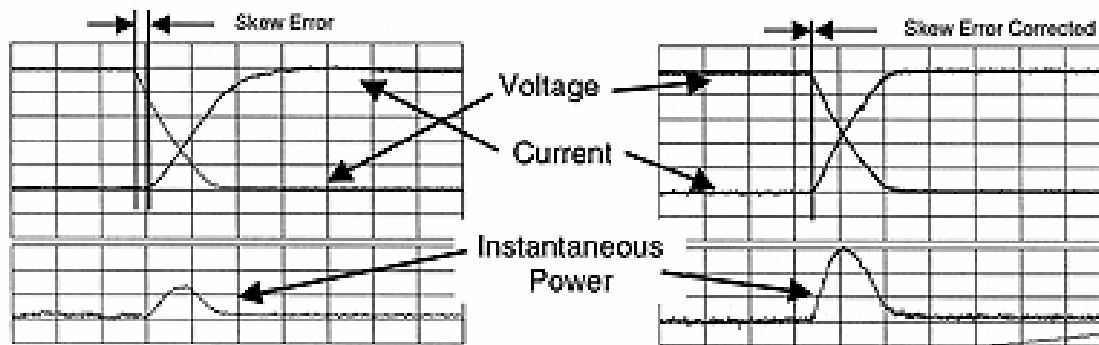 Skew Error
Skew Error Corrected
Voltage
Current
Instantaneous
Power